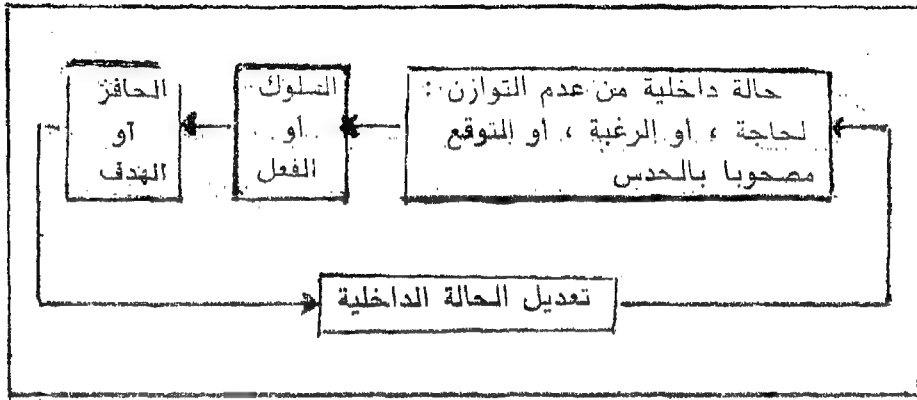 حالة داخلية من عدم التوازن :
لحاجة ، أو الرغبة ، أو التوقع
مصحوبا بالحدس
السلوك
أو
الفعل
الحافز
أو
الهدف
تعديل الحالة الداخلية